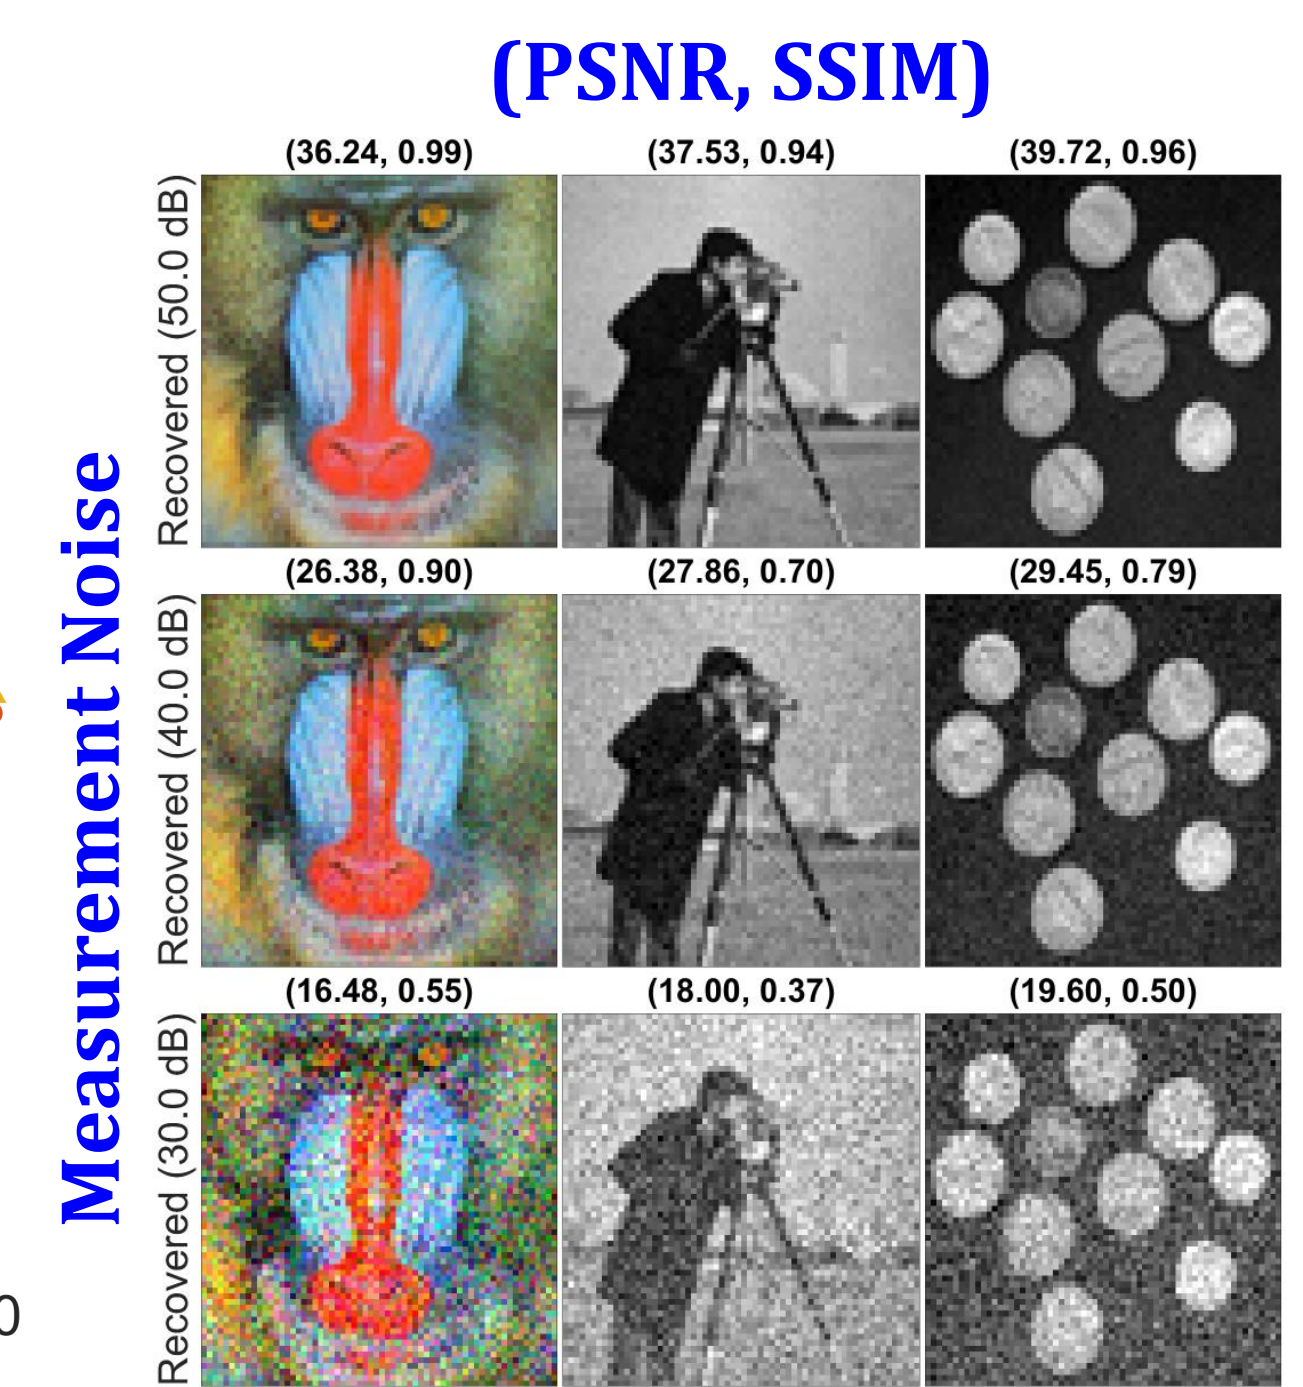 (PSNR, SSIM)
Measurement Noise
(36.24, 0.99) (37.53, 0.94) (39.72, 0.96)
Recovered (50.0 dB)
(26.38, 0.90) (27.86, 0.70) (29.45, 0.79)
Recovered (40.0 dB)
(16.48, 0.55) (18.00, 0.37) (19.60, 0.50)
Recovered (30.0 dB)
0